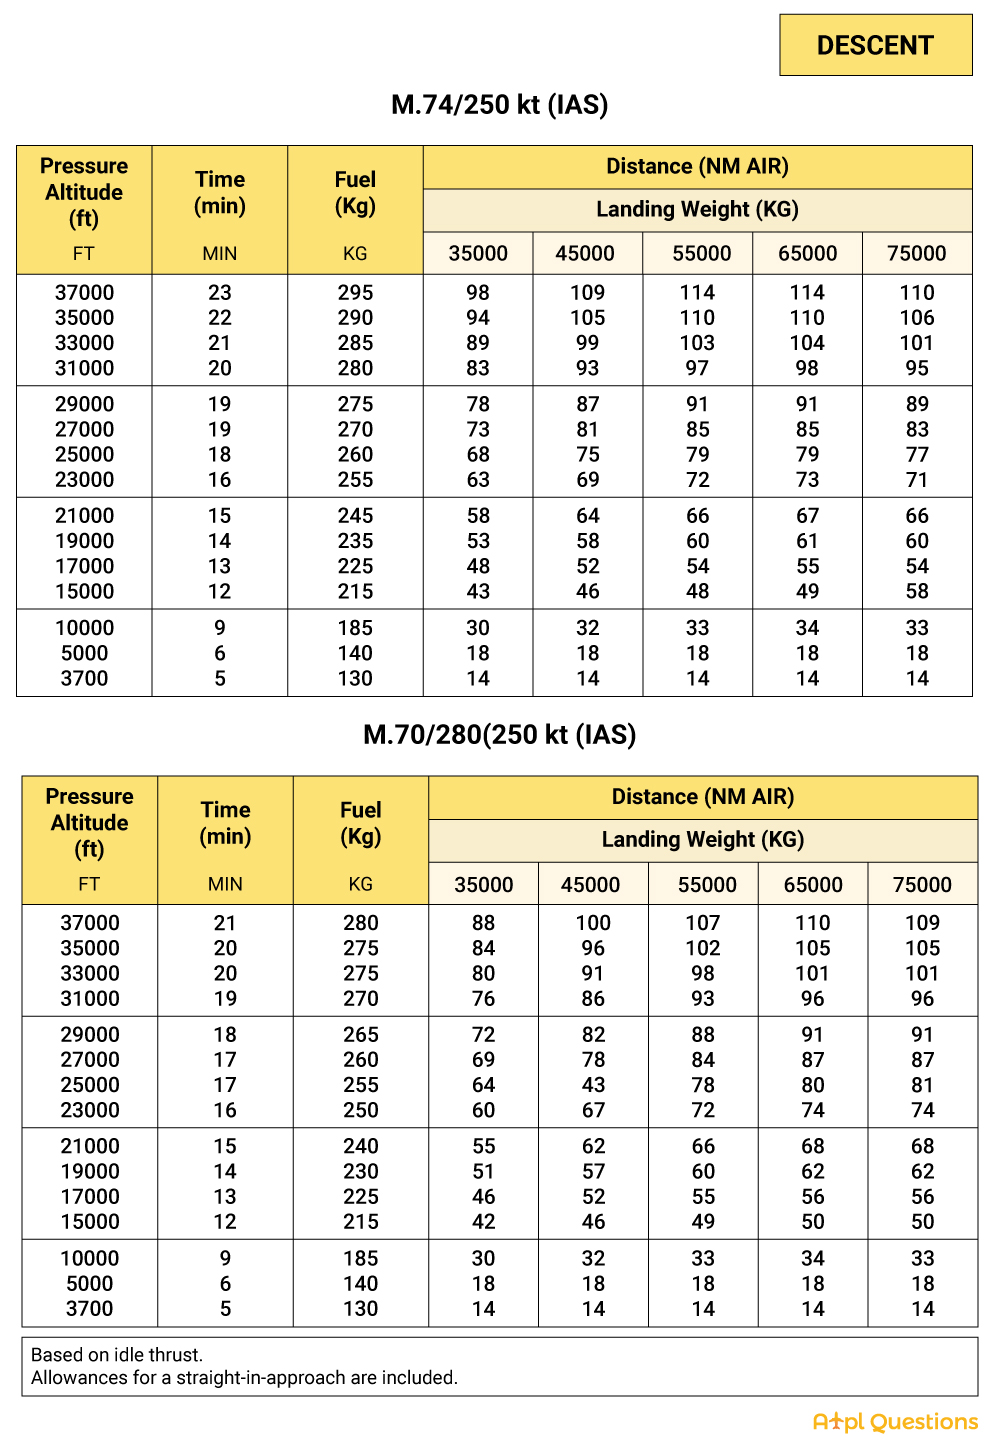 DESCENT
M.74/250 kt (IAS)
Pressure Altitude (ft) Time (min) Fuel (Kg) Distance (NM AIR)
Landing Weight (KG)
FT MIN KG 35000 45000 55000 65000 75000
37000 23 295 98 109 114 114 110
35000 22 290 94 105 110 110 106
33000 21 285 89 99 103 104 101
31000 20 280 83 93 97 98 95
29000 19 275 78 87 91 91 89
27000 19 270 73 81 85 85 83
25000 18 260 68 75 79 79 77
23000 16 255 63 69 72 73 71
21000 15 245 58 64 66 67 66
19000 14 235 53 58 60 61 60
17000 13 225 48 52 54 55 54
15000 12 215 43 46 48 49 58
10000 9 185 30 32 33 34 33
5000 6 140 18 18 18 18 18
3700 5 130 14 14 14 14 14
M.70/280(250 kt (IAS)
Pressure Altitude (ft) Time (min) Fuel (Kg) Distance (NM AIR)
Landing Weight (KG)
FT MIN KG 35000 45000 55000 65000 75000
37000 21 280 88 100 107 110 109
35000 20 275 84 96 102 105 105
33000 20 275 80 91 98 101 101
31000 19 270 76 86 93 96 96
29000 18 265 72 82 88 91 91
27000 17 260 69 78 84 87 87
25000 17 255 64 43 78 80 81
23000 16 250 60 67 72 74 74
21000 15 240 55 62 66 68 68
19000 14 230 51 57 60 62 62
17000 13 225 46 52 55 56 56
15000 12 215 42 46 49 50 50
10000 9 185 30 32 33 34 33
5000 6 140 18 18 18 18 18
3700 5 130 14 14 14 14 14
Based on idle thrust.
Allowances for a straight-in-approach are included.
Atpl Questions